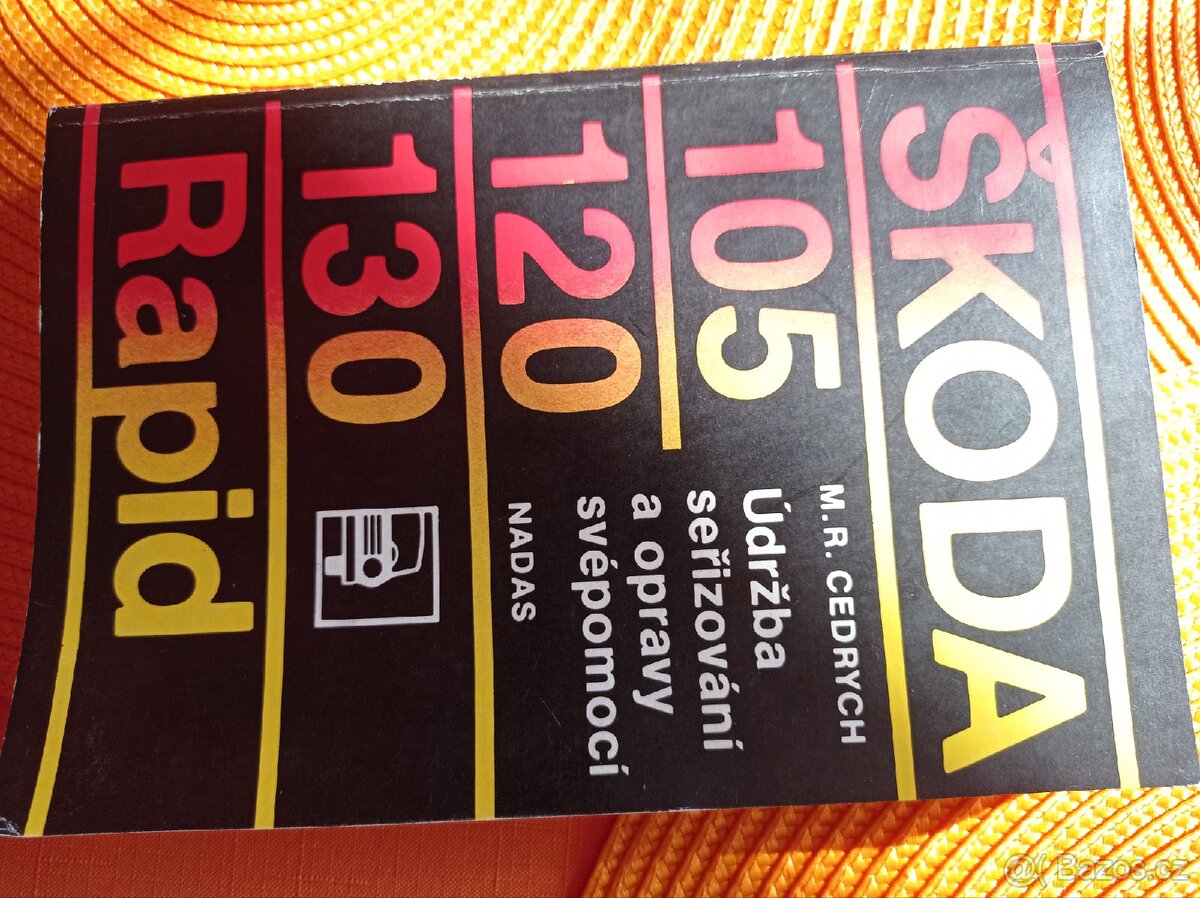 ŠKODA
M.R. CEDRYCH
105
Údržba
seřizování
a opravy
svépomocí
120
NADAS
130
Rapid
Bazos.cz